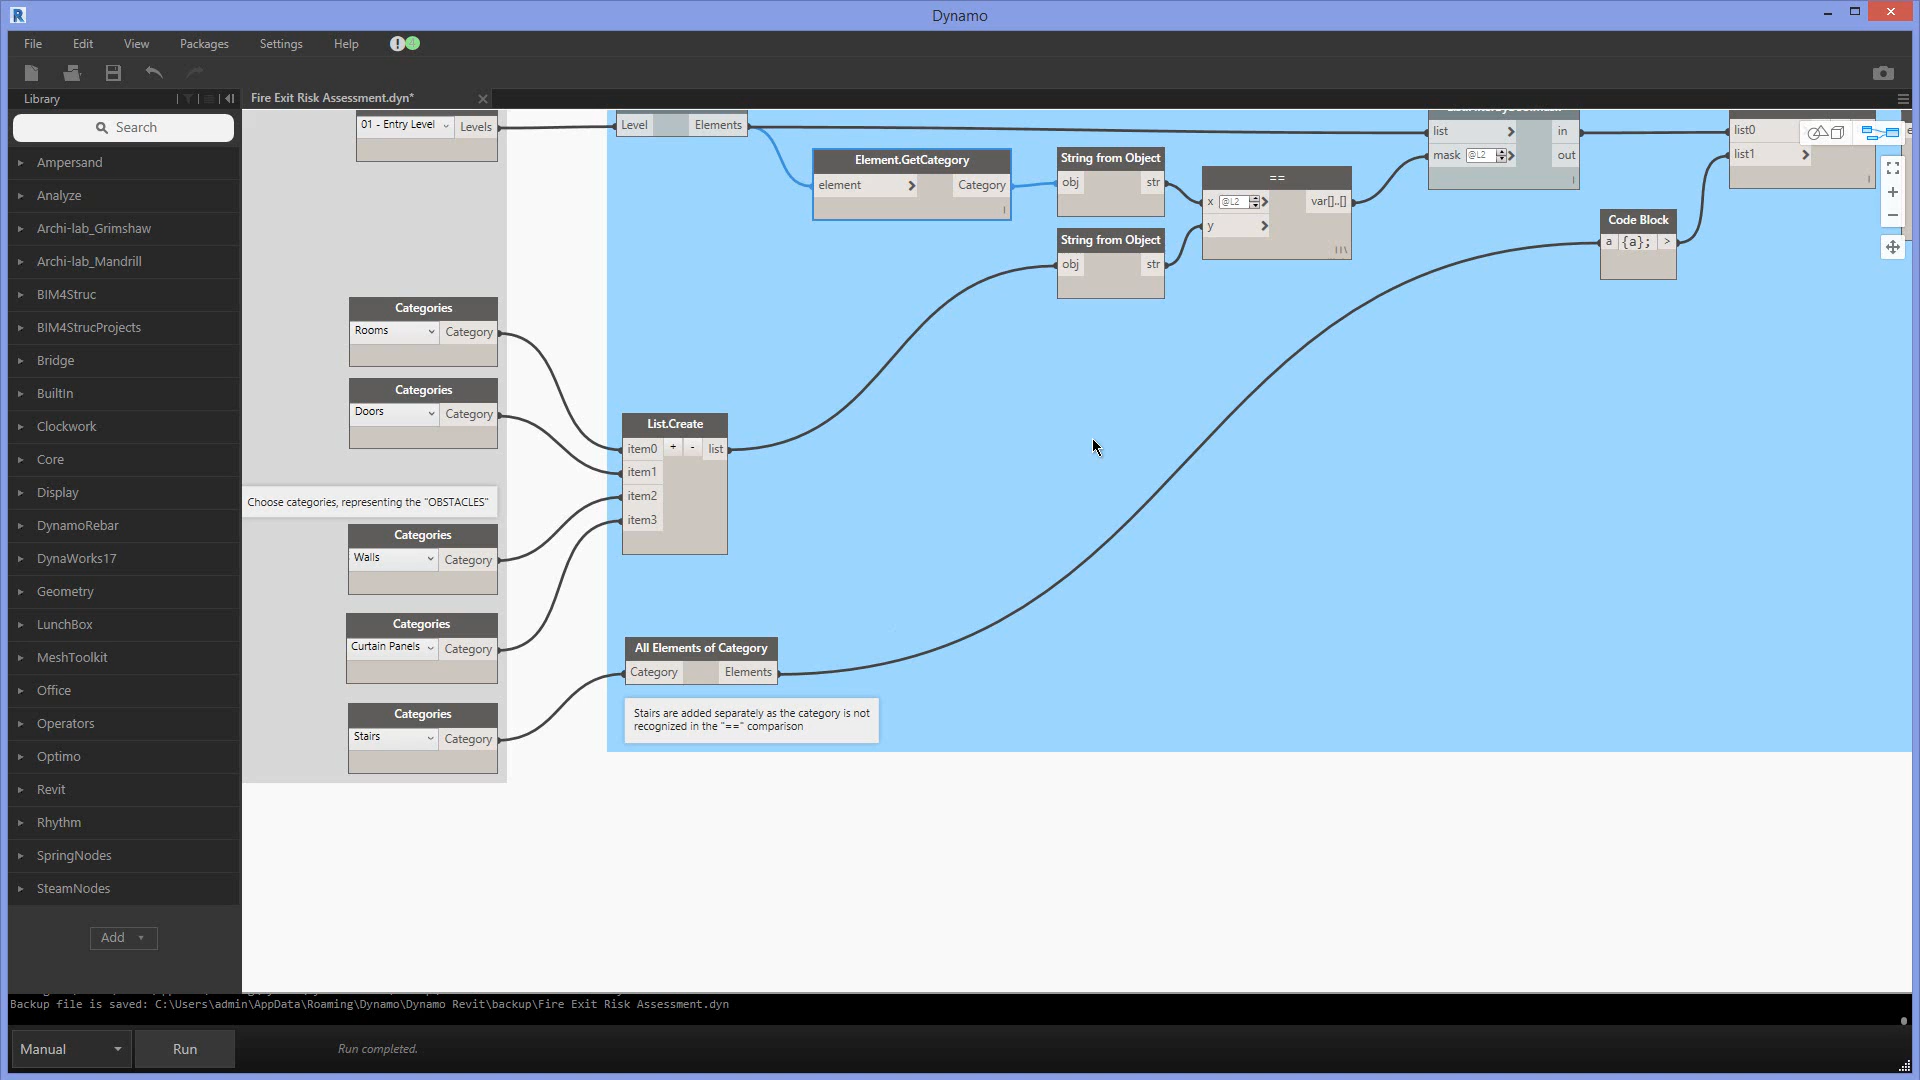 Dynamo
File Edit View Packages Settings Help
Library
Fire Exit Risk Assessment.dyn*
Search
Ampersand
Analyze
Archi-lab_Grimshaw
Archi-lab_Mandrill
BIM4Struc
BIM4StrucProjects
Bridge
BuiltIn
Clockwork
Core
Display
DynamoRebar
DynaWorks17
Geometry
LunchBox
MeshToolkit
Office
Operators
Optimo
Revit
Rhythm
SpringNodes
SteamNodes
Add
01 - Entry Level Levels
Level Elements
Element.GetCategory
element Category
String from Object
obj str
String from Object
obj str
==
x @L2 > var[]..[]
y >
list > in
mask @L2 > out
list0
list1 >
Code Block
a {a}; >
Categories
Rooms Category
Categories
Doors Category
Choose categories, representing the "OBSTACLES"
Categories
Walls Category
Categories
Curtain Panels Category
Categories
Stairs Category
List.Create
item0 + - list
item1
item2
item3
All Elements of Category
Category Elements
Stairs are added separately as the category is not
recognized in the "==" comparison
Backup file is saved: C:\Users\admin\AppData\Roaming\Dynamo\Dynamo Revit\backup\Fire Exit Risk Assessment.dyn
Manual Run Run completed.